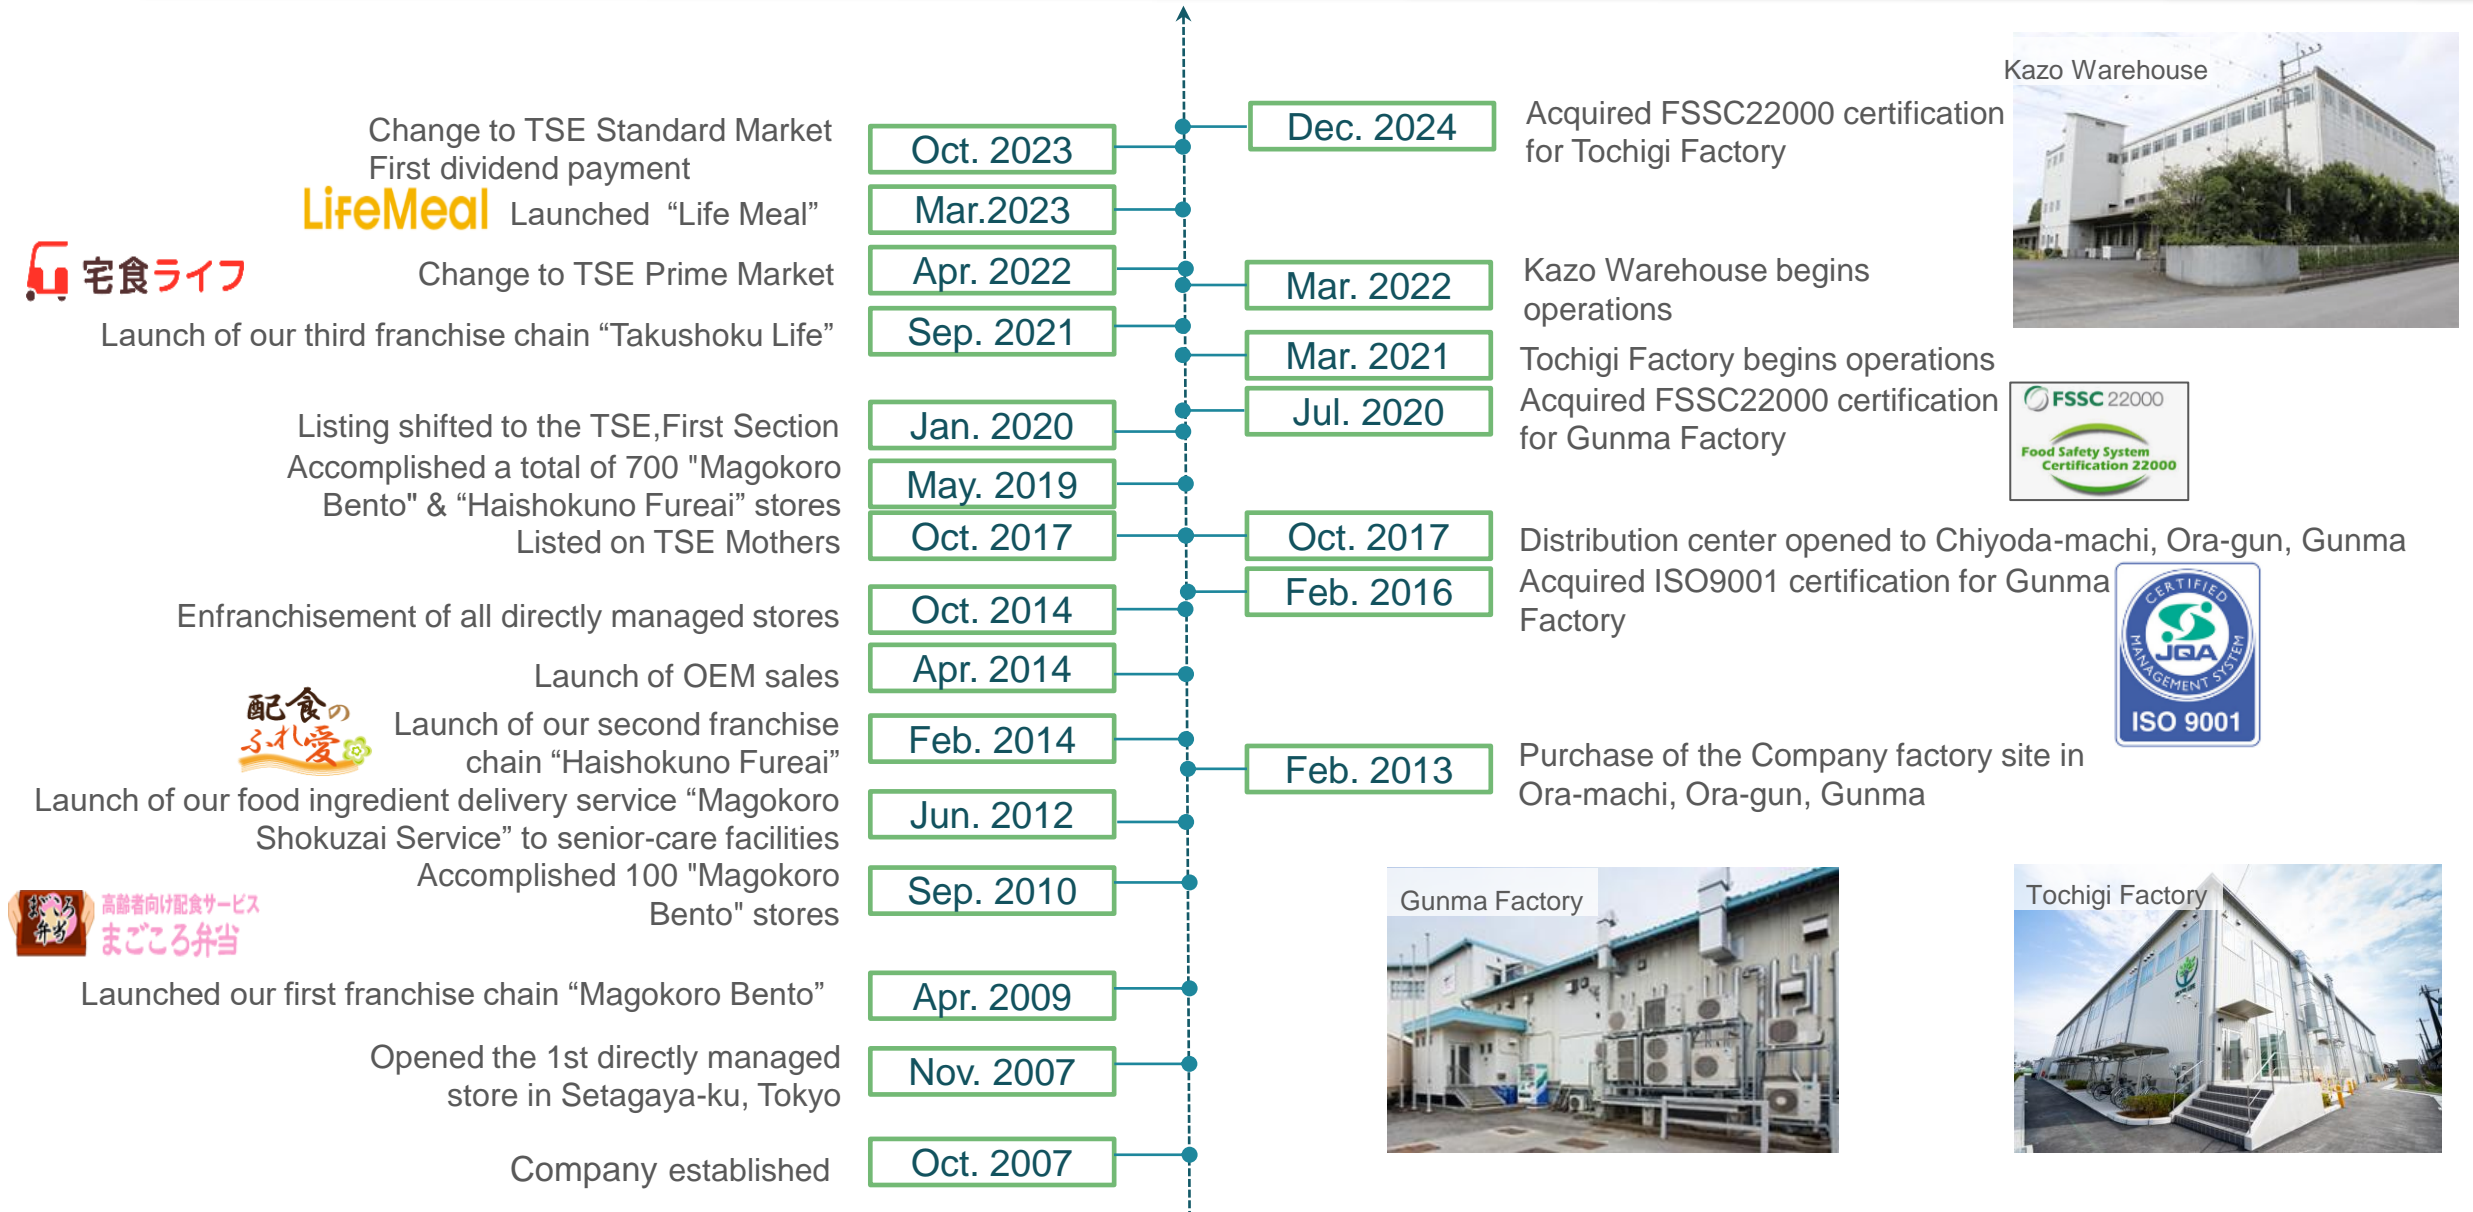 Change to TSE Standard Market
First dividend payment
Oct. 2023
LifeMeal
Launched “Life Meal”
Mar.2023
宅食ライフ
Change to TSE Prime Market
Apr. 2022
Launch of our third franchise chain “Takushoku Life”
Sep. 2021
Listing shifted to the TSE,First Section
Jan. 2020
Accomplished a total of 700 "Magokoro
Bento" & “Haishokuno Fureai” stores
May. 2019
Listed on TSE Mothers
Oct. 2017
Enfranchisement of all directly managed stores
Oct. 2014
Launch of OEM sales
Apr. 2014
配食の
ふれ愛
Launch of our second franchise
chain “Haishokuno Fureai”
Feb. 2014
Launch of our food ingredient delivery service “Magokoro
Shokuzai Service” to senior-care facilities
Jun. 2012
Accomplished 100 "Magokoro
Bento" stores
Sep. 2010
まごころ
弁当
高齢者向け配食サービス
まごころ弁当
Launched our first franchise chain “Magokoro Bento”
Apr. 2009
Opened the 1st directly managed
store in Setagaya-ku, Tokyo
Nov. 2007
Company established
Oct. 2007
Dec. 2024
Acquired FSSC22000 certification
for Tochigi Factory
Kazo Warehouse
Mar. 2022
Kazo Warehouse begins
operations
Mar. 2021
Tochigi Factory begins operations
Jul. 2020
Acquired FSSC22000 certification
for Gunma Factory
FSSC 22000
Food Safety System
Certification 22000
Oct. 2017
Distribution center opened to Chiyoda-machi, Ora-gun, Gunma
Feb. 2016
Acquired ISO9001 certification for Gunma
Factory
CERTIFIED
JQA
MANAGEMENT SYSTEM
ISO 9001
Feb. 2013
Purchase of the Company factory site in
Ora-machi, Ora-gun, Gunma
Gunma Factory
Tochigi Factory